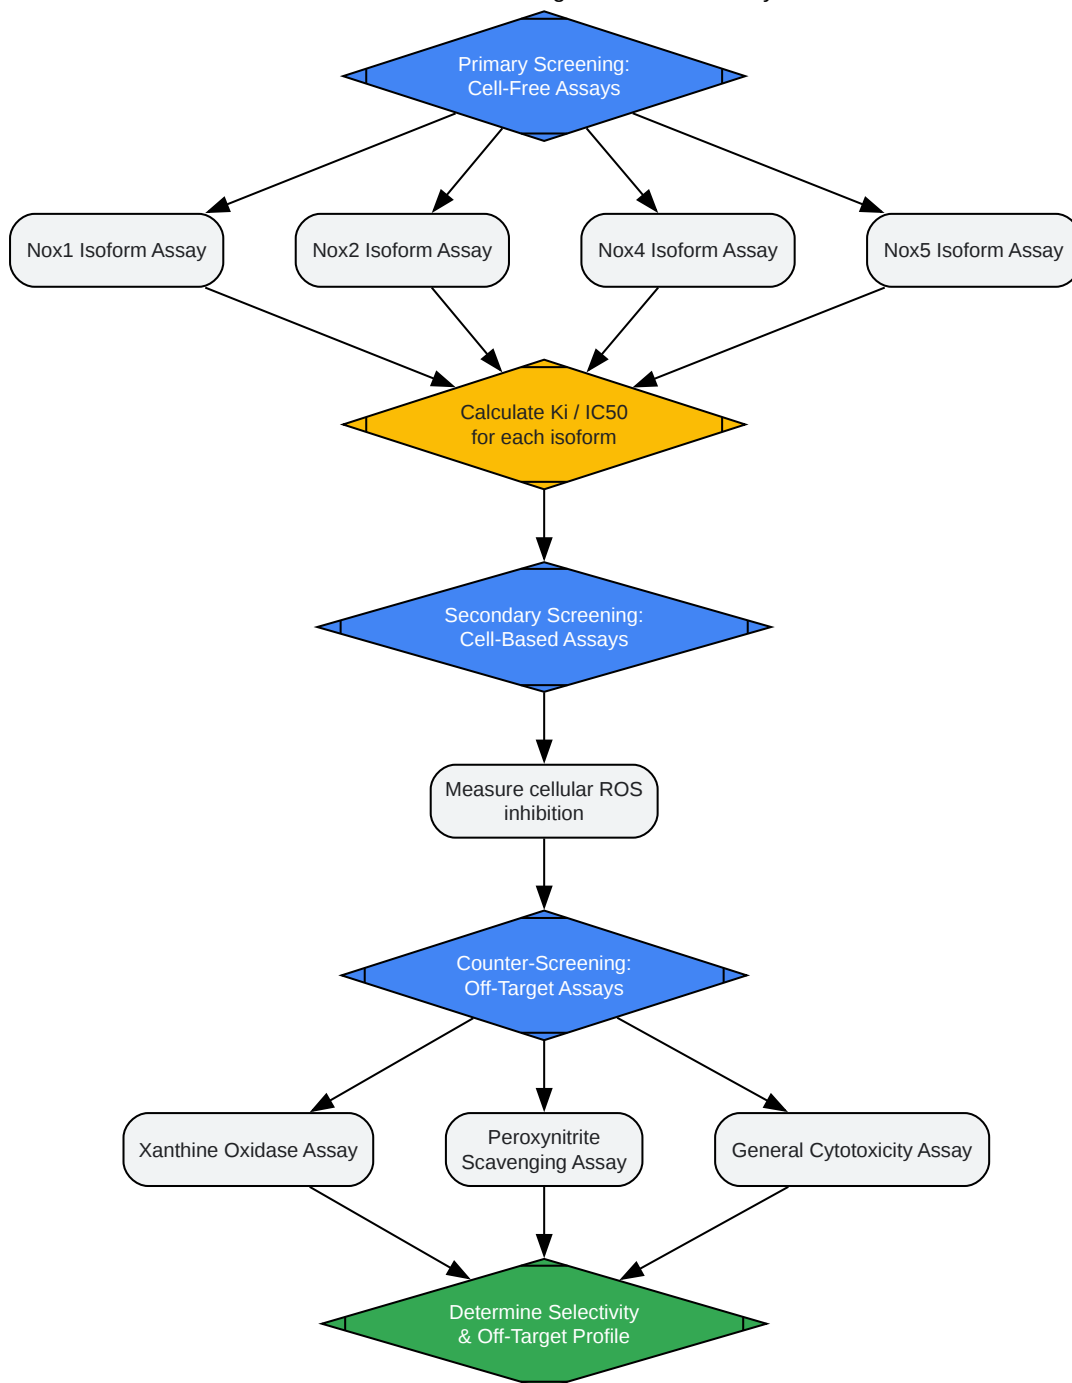 Primary Screening:
Cell-Free Assays
Nox1 Isoform Assay
Nox2 Isoform Assay
Nox4 Isoform Assay
Nox5 Isoform Assay
Calculate Ki / IC50
for each isoform
Secondary Screening:
Cell-Based Assays
Measure cellular ROS
inhibition
Counter-Screening:
Off-Target Assays
Xanthine Oxidase Assay
Peroxynitrite
Scavenging Assay
General Cytotoxicity Assay
Determine Selectivity
& Off-Target Profile